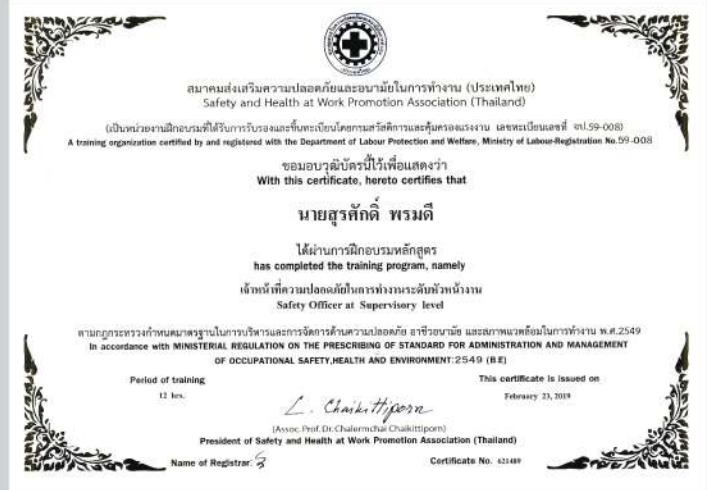 สมาคมส่งเสริมความปลอดภัยและอนามัยในการทำงาน (ประเทศไทย)
Safety and Health at Work Promotion Association (Thailand)
(เป็นหน่วยงานฝึกอบรมที่ได้รับการรับรองและขึ้นทะเบียนโดยกรมสวัสดิการและคุ้มครองแรงงาน เลขทะเบียนเลขที่ จป.59-008)
A training organization certified by and registered with the Department of Labour Protection and Welfare, Ministry of Labour-Registration No.59-008
ขอมอบวุฒิบัตรนี้ไว้เพื่อแสดงว่า
With this certificate, hereto certifies that
นายสุรศักดิ์ พรมดี
ได้ผ่านการฝึกอบรมหลักสูตร
has completed the training program, namely
เจ้าหน้าที่ความปลอดภัยในการทำงานระดับหัวหน้างาน
Safety Officer at Supervisory level
ตามกฎกระทรวงกำหนดมาตรฐานในการบริหารและการจัดการด้านความปลอดภัย อาชีวอนามัย และสภาพแวดล้อมในการทำงาน พ.ศ.2549
In accordance with MINISTERIAL REGULATION ON THE PRESCRIBING OF STANDARD FOR ADMINISTRATION AND MANAGEMENT
OF OCCUPATIONAL SAFETY,HEALTH AND ENVIRONMENT:2549 (B.E)
Period of training
12 hrs.
This certificate is issued on
February 23, 2019
L. Chaikittiporn
(Assoc. Prof. Dr. Chalermchai Chaikittiporn)
President of Safety and Health at Work Promotion Association (Thailand)
Name of Registrar:
Certificate No. 621489